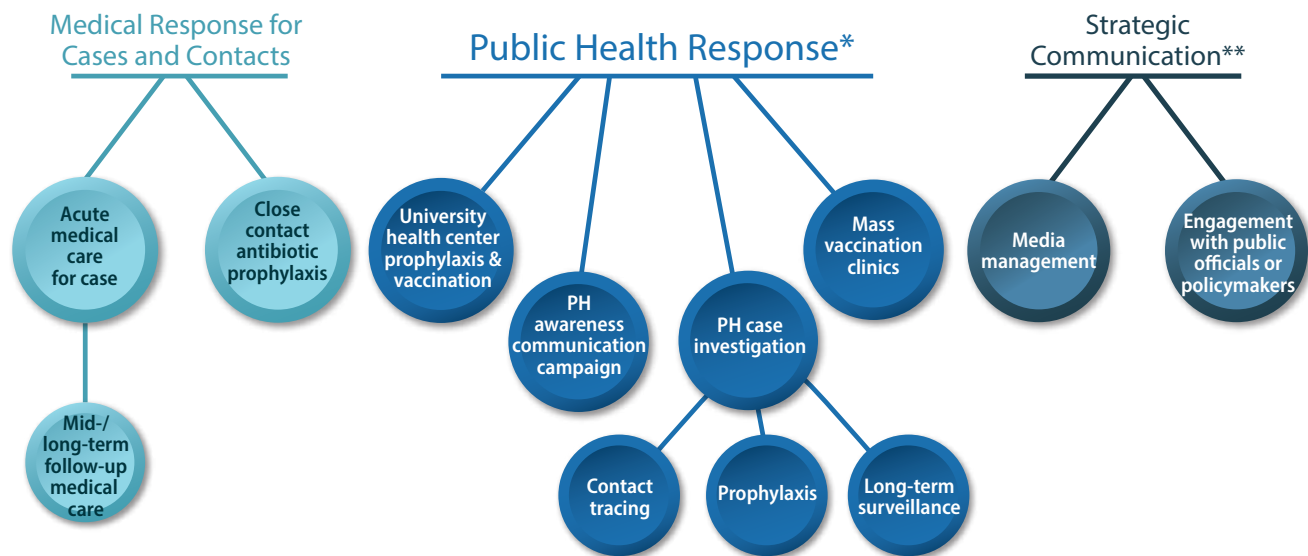 Medical Response for
Cases and Contacts
Public Health Response*
Strategic
Communication**
Acute
medical
care
for case
Close
contact
antibiotic
prophylaxis
Mid-/
long-term
follow-up
medical
care
University
health center
prophylaxis &
vaccination
PH
awareness
communication
campaign
PH case
investigation
Mass
vaccination
clinics
Contact
tracing
Prophylaxis
Long-term
surveillance
Media
management
Engagement
with public
officials or
policymakers